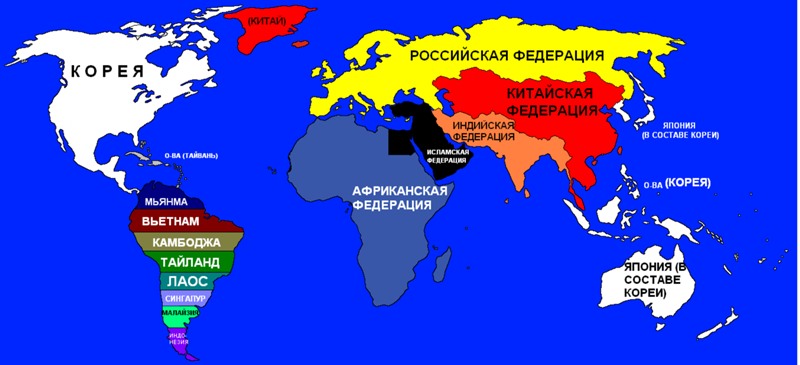 (КИТАЙ)
РОССИЙСКАЯ ФЕДЕРАЦИЯ
КОРЕЯ
КИТАЙСКАЯ
ФЕДЕРАЦИЯ
ИНДИЙСКАЯ
ФЕДЕРАЦИЯ
ЯПОНИЯ
(В СОСТАВЕ КОРЕИ)
О-ВА (ТАЙВАНЬ)
ИСЛАМСКАЯ
ФЕДЕРАЦИЯ
О-ВА (КОРЕЯ)
АФРИКАНСКАЯ
ФЕДЕРАЦИЯ
МЬЯНМА
ВЬЕТНАМ
КАМБОДЖА
ТАЙЛАНД
ЛАОС
СИНГАПУР
МАЛАЙЗИЯ
ИНДО-
НЕЗИЯ
ЯПОНИЯ (В
СОСТАВЕ
КОРЕИ)